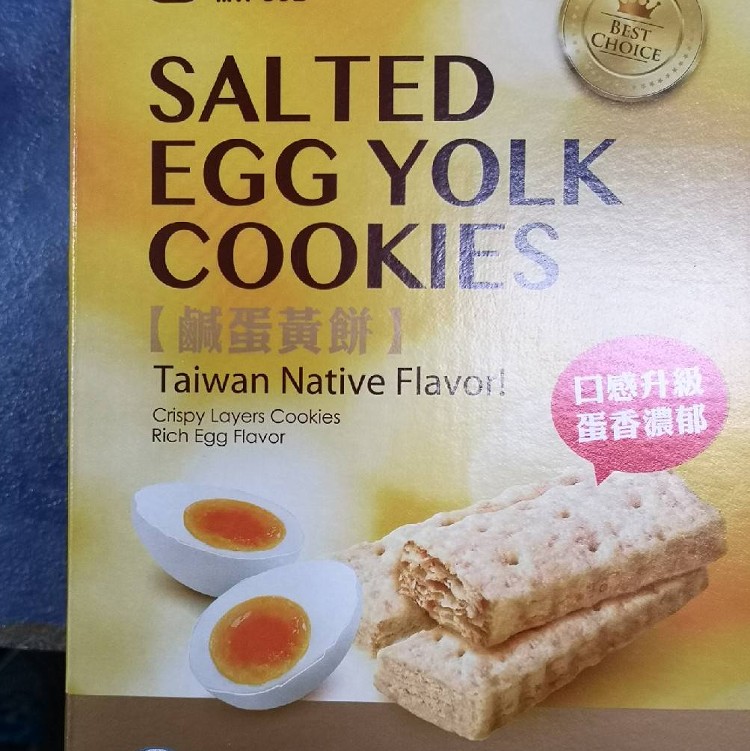 BEST
CHOICE
SALTED
EGG YOLK
COOKIES
【鹹蛋黃餅】
Taiwan Native Flavor!
Crispy Layers Cookies
Rich Egg Flavor
口感升級
蛋香濃郁